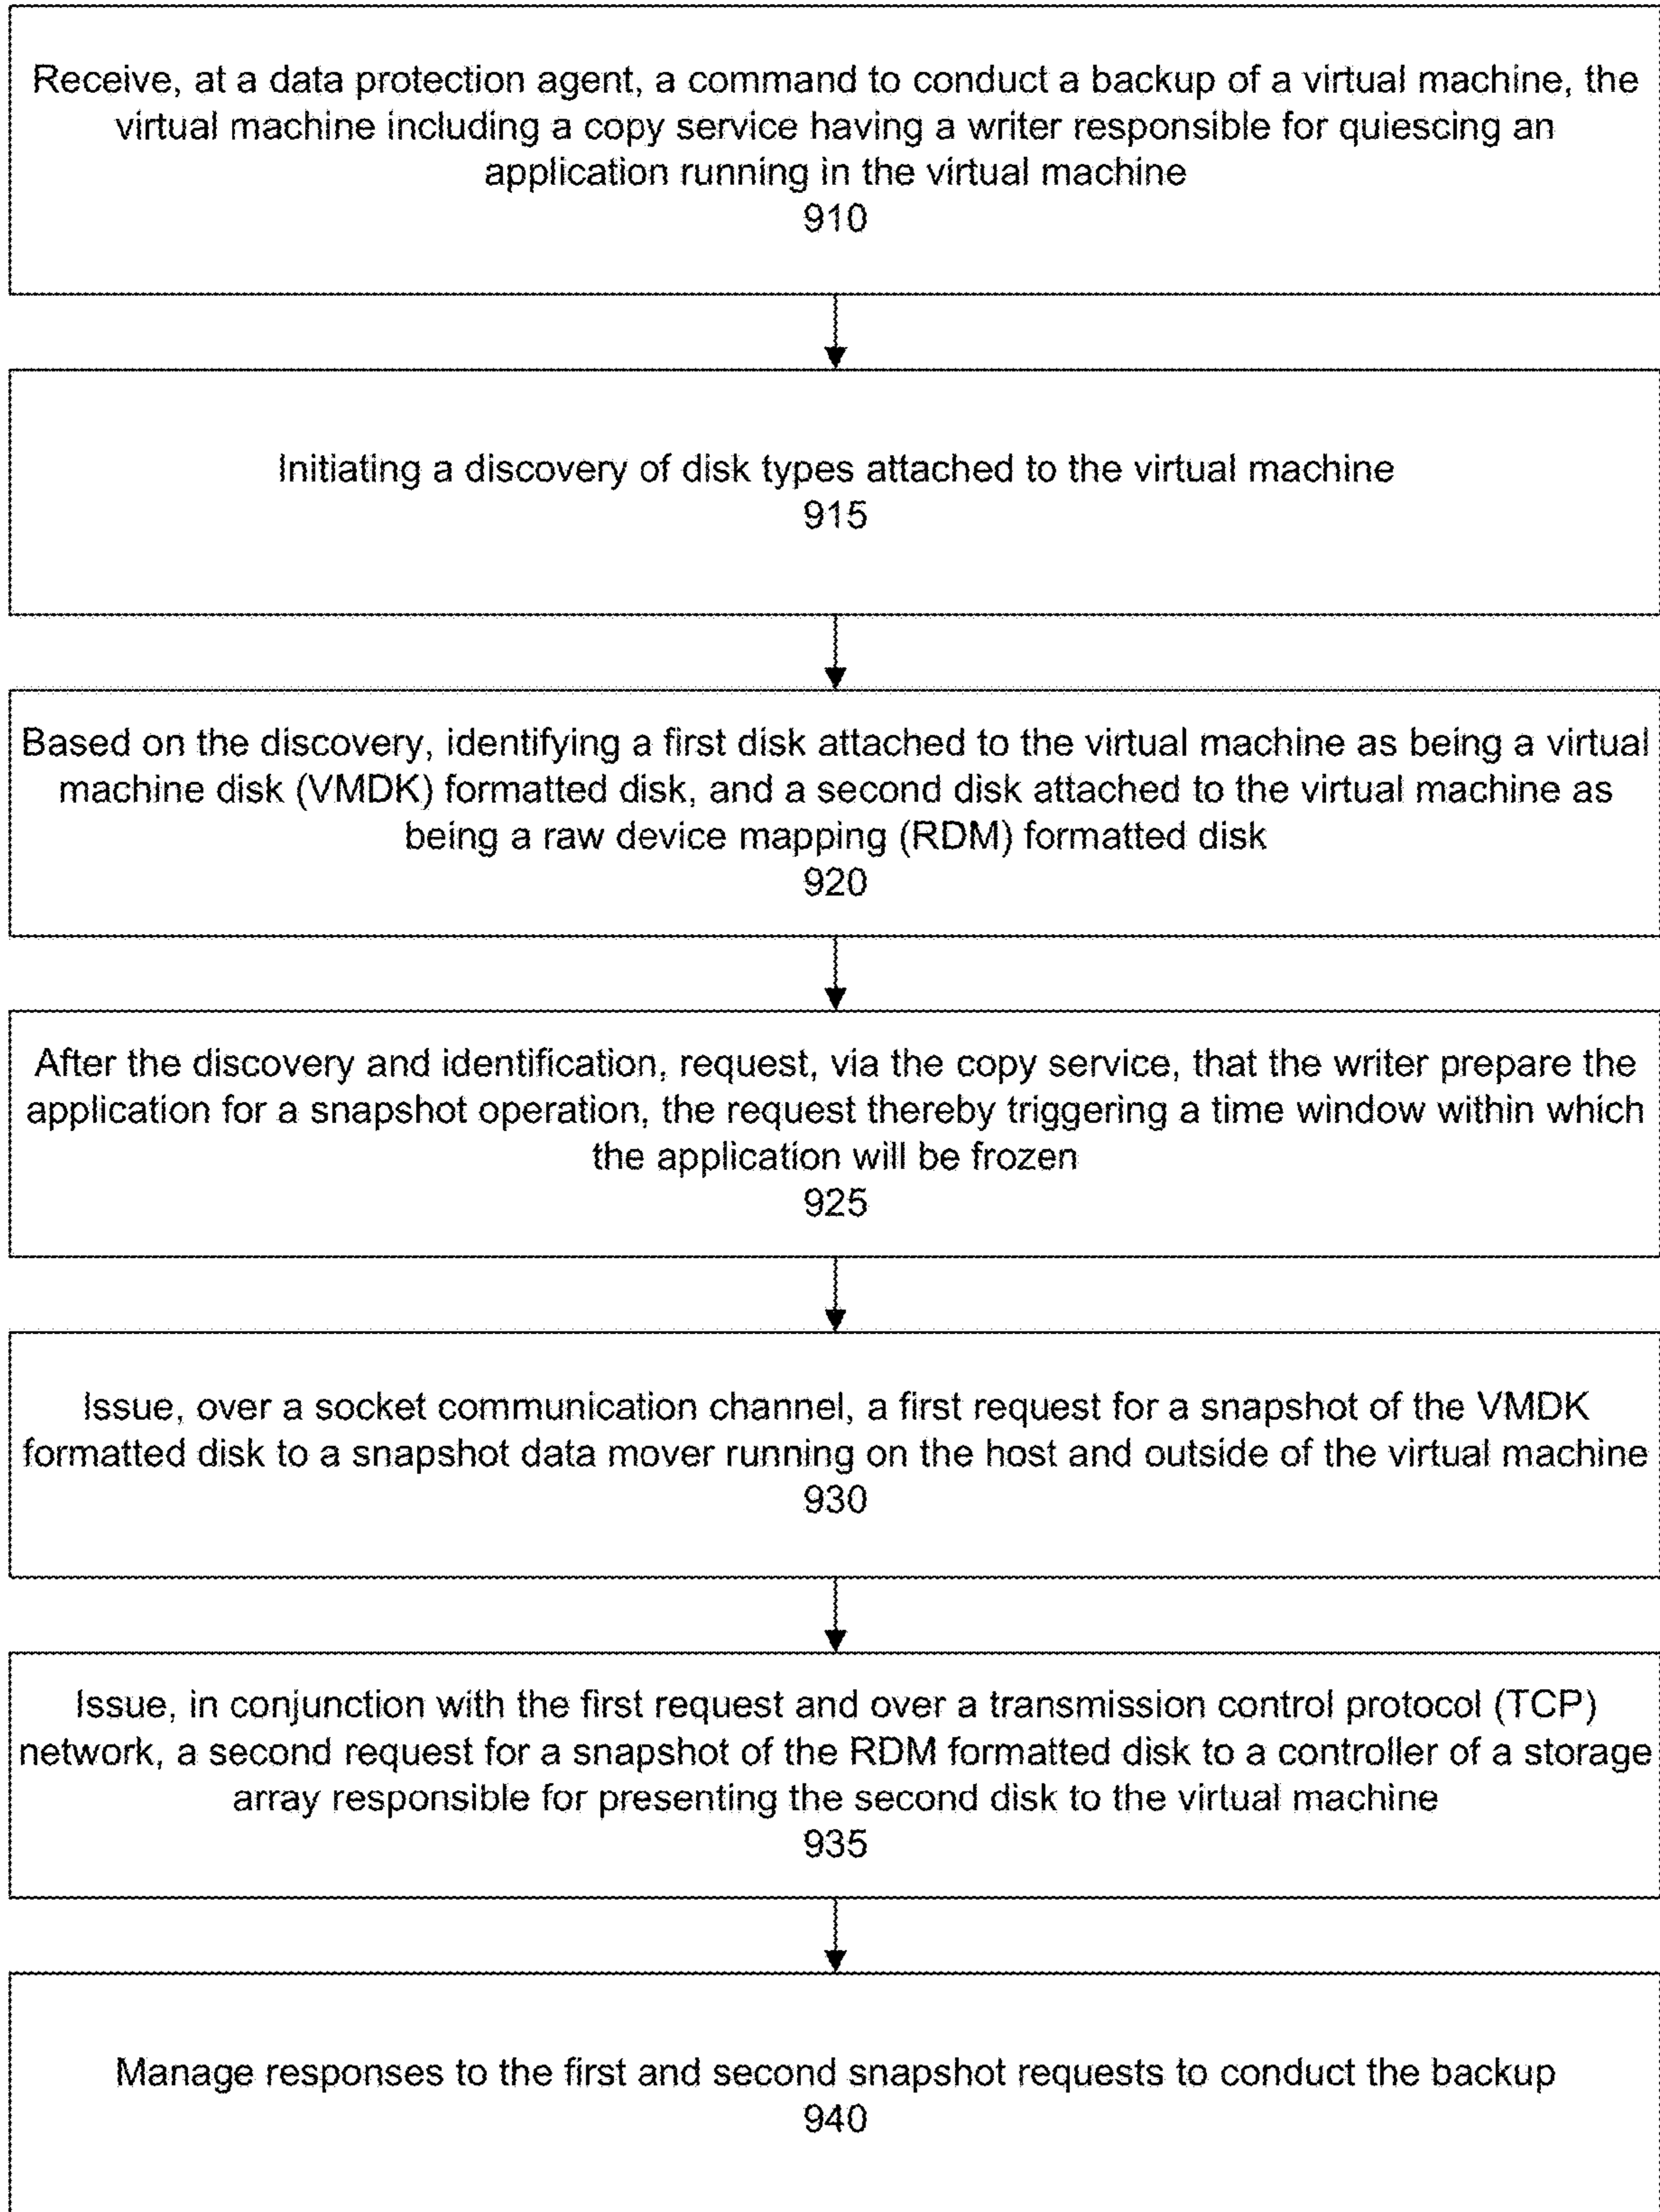 Receive, at a data protection agent, a command to conduct a backup of a virtual machine, the
virtual machine including a copy service having a writer responsible for quiescing an
application running in the virtual machine
910
Initiating a discovery of disk types attached to the virtual machine
915
Based on the discovery, identifying a first disk attached to the virtual machine as being a virtual
machine disk (VMDK) formatted disk, and a second disk attached to the virtual machine as
being a raw device mapping (RDM) formatted disk
920
After the discovery and identification, request, via the copy service, that the writer prepare the
application for a snapshot operation, the request thereby triggering a time window within which
the application will be frozen
925
Issue, over a socket communication channel, a first request for a snapshot of the VMDK
formatted disk to a snapshot data mover running on the host and outside of the virtual machine
930
Issue, in conjunction with the first request and over a transmission control protocol (TCP)
network, a second request for a snapshot of the RDM formatted disk to a controller of a storage
array responsible for presenting the second disk to the virtual machine
935
Manage responses to the first and second snapshot requests to conduct the backup
940